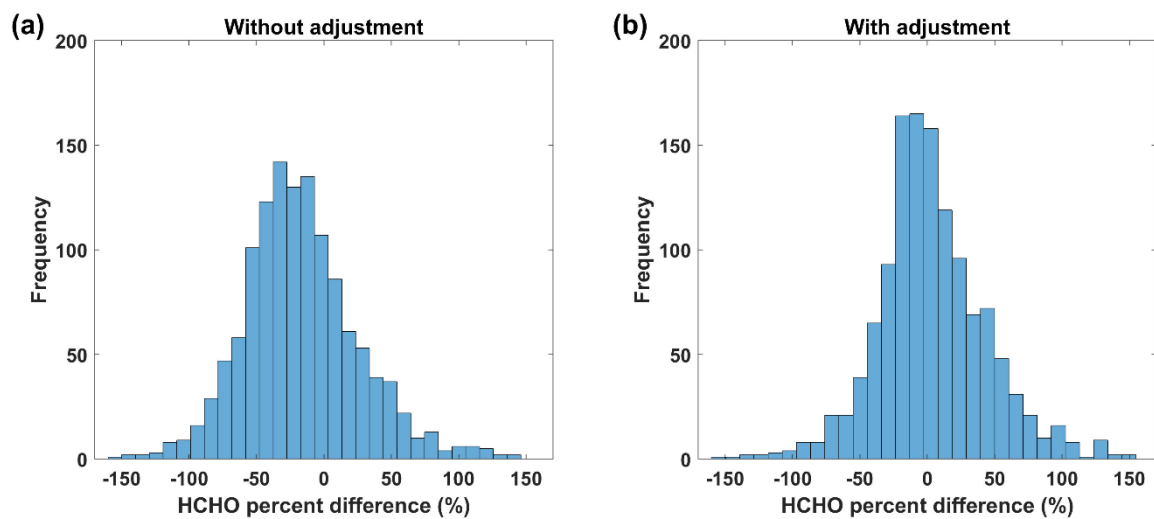 (a)
Without adjustment
200
150
100
50
0
Frequency
-150 -100 -50 0 50 100 150
HCHO percent difference (%)
(b)
With adjustment
200
150
100
50
0
Frequency
-150 -100 -50 0 50 100 150
HCHO percent difference (%)